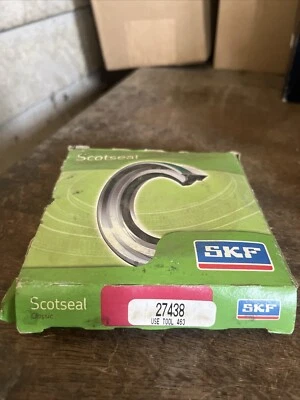 Scotseal
SKF
Scotseal
Classic
27438
USE TOOL 463
SKF